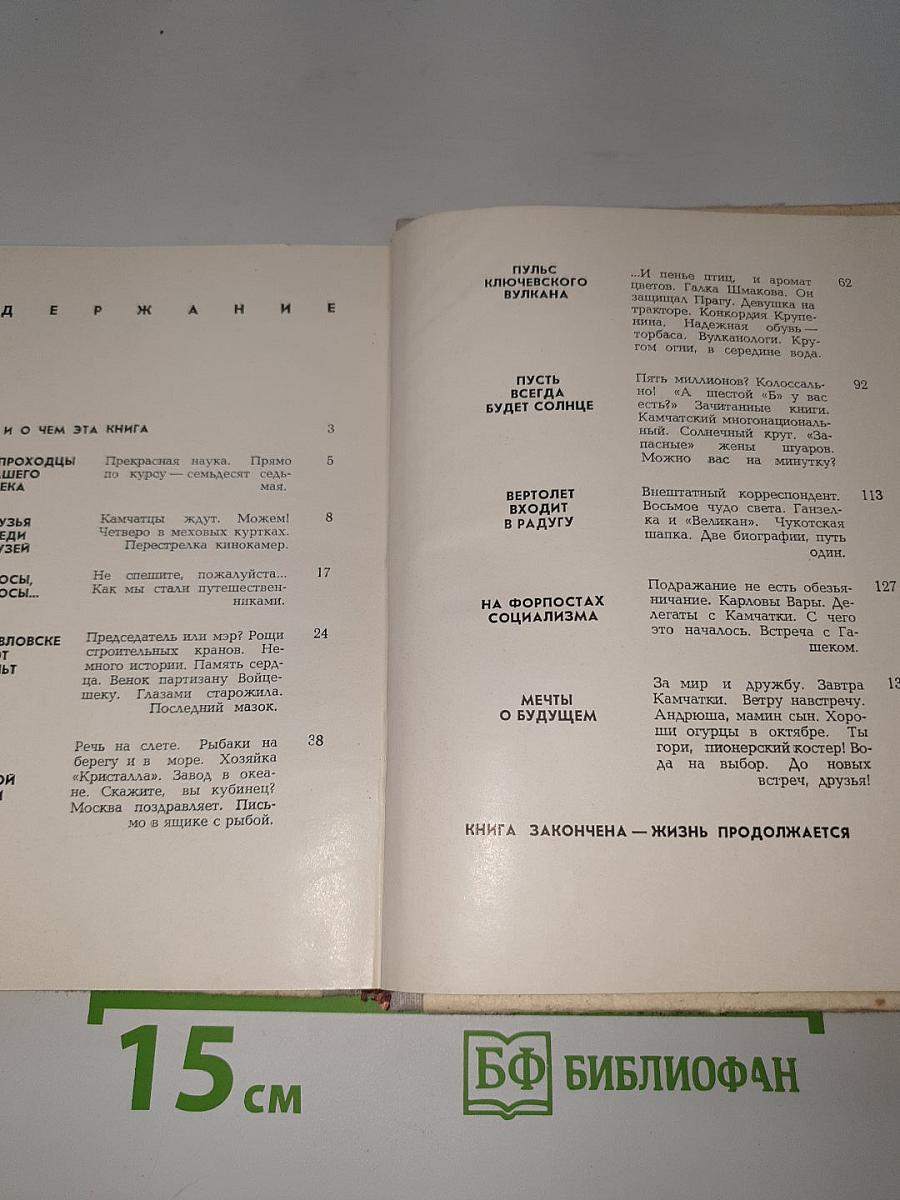 ДЕРЖАНИЕ
И О ЧЕМ ЭТА КНИГА 3
ПРОХОДЦЫ
АШЕГО
ЕКА
Прекрасная наука. Прямо 5
по курсу — семьдесят седь-
мая.
УЗЬЯ
ЕДИ
УЗЕЙ
Камчатцы ждут. Можем! 8
Четверо в меховых куртках.
Перестрелка кинокамер.
ОСЫ,
ОСЫ...
Не спешите, пожалуйста... 17
Как мы стали путешествен-
никами.
ВЛОВСКЕ
ОТ
ЬТ
Председатель или мэр? Рощи 24
строительных кранов. Не-
много истории. Память серд-
ца. Венок партизану Войце-
шеку. Глазами старожила.
Последний мазок.
ОЙ
И
Речь на слете. Рыбаки на 38
берегу и в море. Хозяйка
«Кристалла». Завод в океа-
не. Скажите, вы кубинец?
Москва поздравляет. Пись-
мо в ящике с рыбой.
ПУЛЬС
КЛЮЧЕВСКОГО
ВУЛКАНА
...И пенье птиц, и аромат 62
цветов. Галка Шмакова. Он
защищал Прагу. Девушка на
тракторе. Конкордия Крупе-
нина. Надежная обувь —
торбаса. Вулканологи. Кру-
гом огни, в середине вода.
ПУСТЬ
ВСЕГДА
БУДЕТ СОЛНЦЕ
Пять миллионов? Колоссаль- 92
но! «А шестой «Б» у вас
есть?» Зачитанные книги.
Камчатский многонациональ-
ный. Солнечный круг. «За-
пасные» жены шуаров.
Можно вас на минутку?
ВЕРТОЛЕТ
ВХОДИТ
В РАДУГУ
Внештатный корреспондент. 113
Восьмое чудо света. Ганзел-
ка и «Великан». Чукотская
шапка. Две биографии, путь
один.
НА ФОРПОСТАХ
СОЦИАЛИЗМА
Подражание не есть обезья- 127
ничание. Карловы Вары. Де-
легаты с Камчатки. С чего
это началось. Встреча с Га-
шеком.
МЕЧТЫ
О БУДУЩЕМ
За мир и дружбу. Завтра 13
Камчатки. Ветру навстречу.
Андрюша, мамин сын. Хоро-
ши огурцы в октябре. Ты
гори, пионерский костер! Во-
да на выбор. До новых
встреч, друзья!
КНИГА ЗАКОНЧЕНА — ЖИЗНЬ ПРОДОЛЖАЕТСЯ
15 см
БФ БИБЛИОФАН